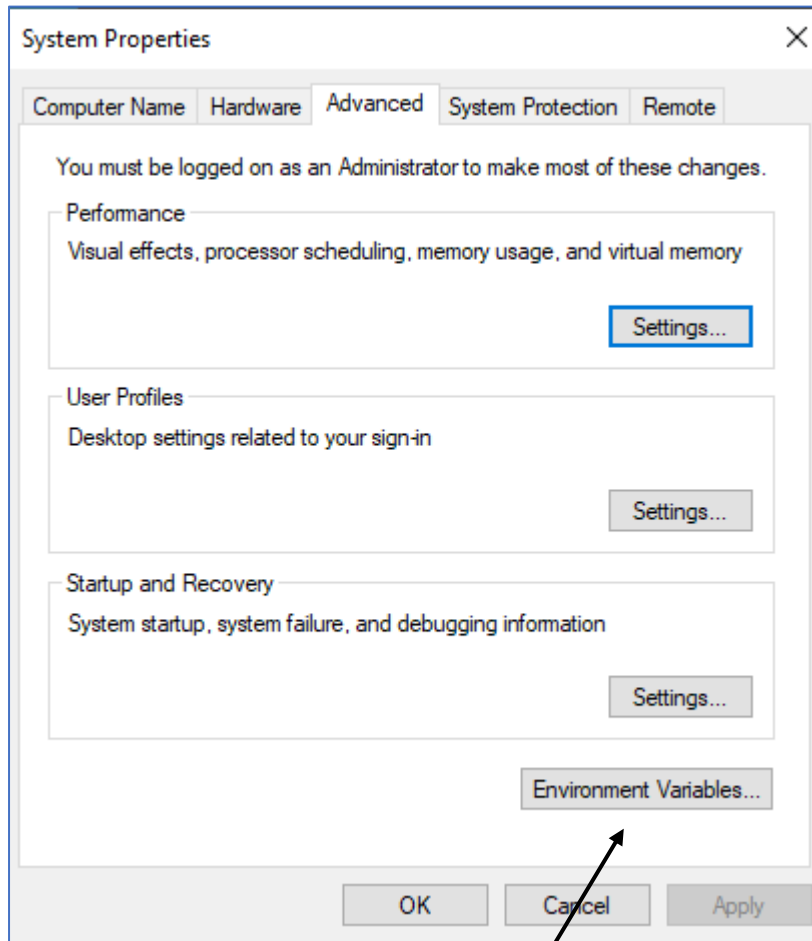 System Properties
Computer Name Hardware Advanced System Protection Remote
You must be logged on as an Administrator to make most of these changes.
Performance
Visual effects, processor scheduling, memory usage, and virtual memory
Settings...
User Profiles
Desktop settings related to your sign-in
Settings...
Startup and Recovery
System startup, system failure, and debugging information
Settings...
Environment Variables...
OK Cancel Apply